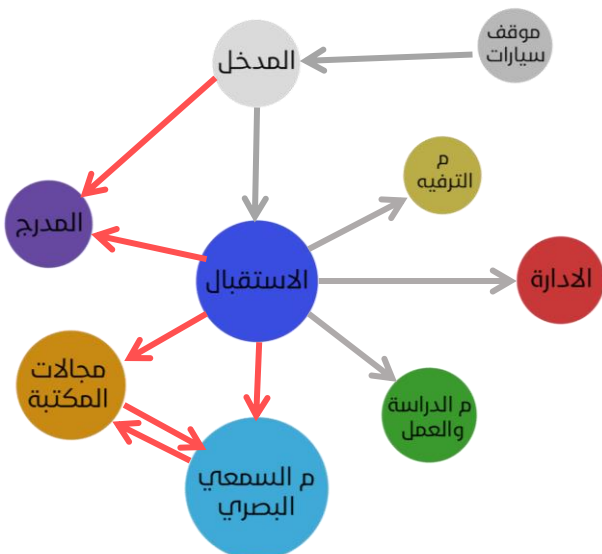 موقف
سيارات
المدخل
م
الترفيه
المدرج
الاستقبال
الادارة
مجالات
المكتبة
م الدراسة
والعمل
م السمعي
البصري